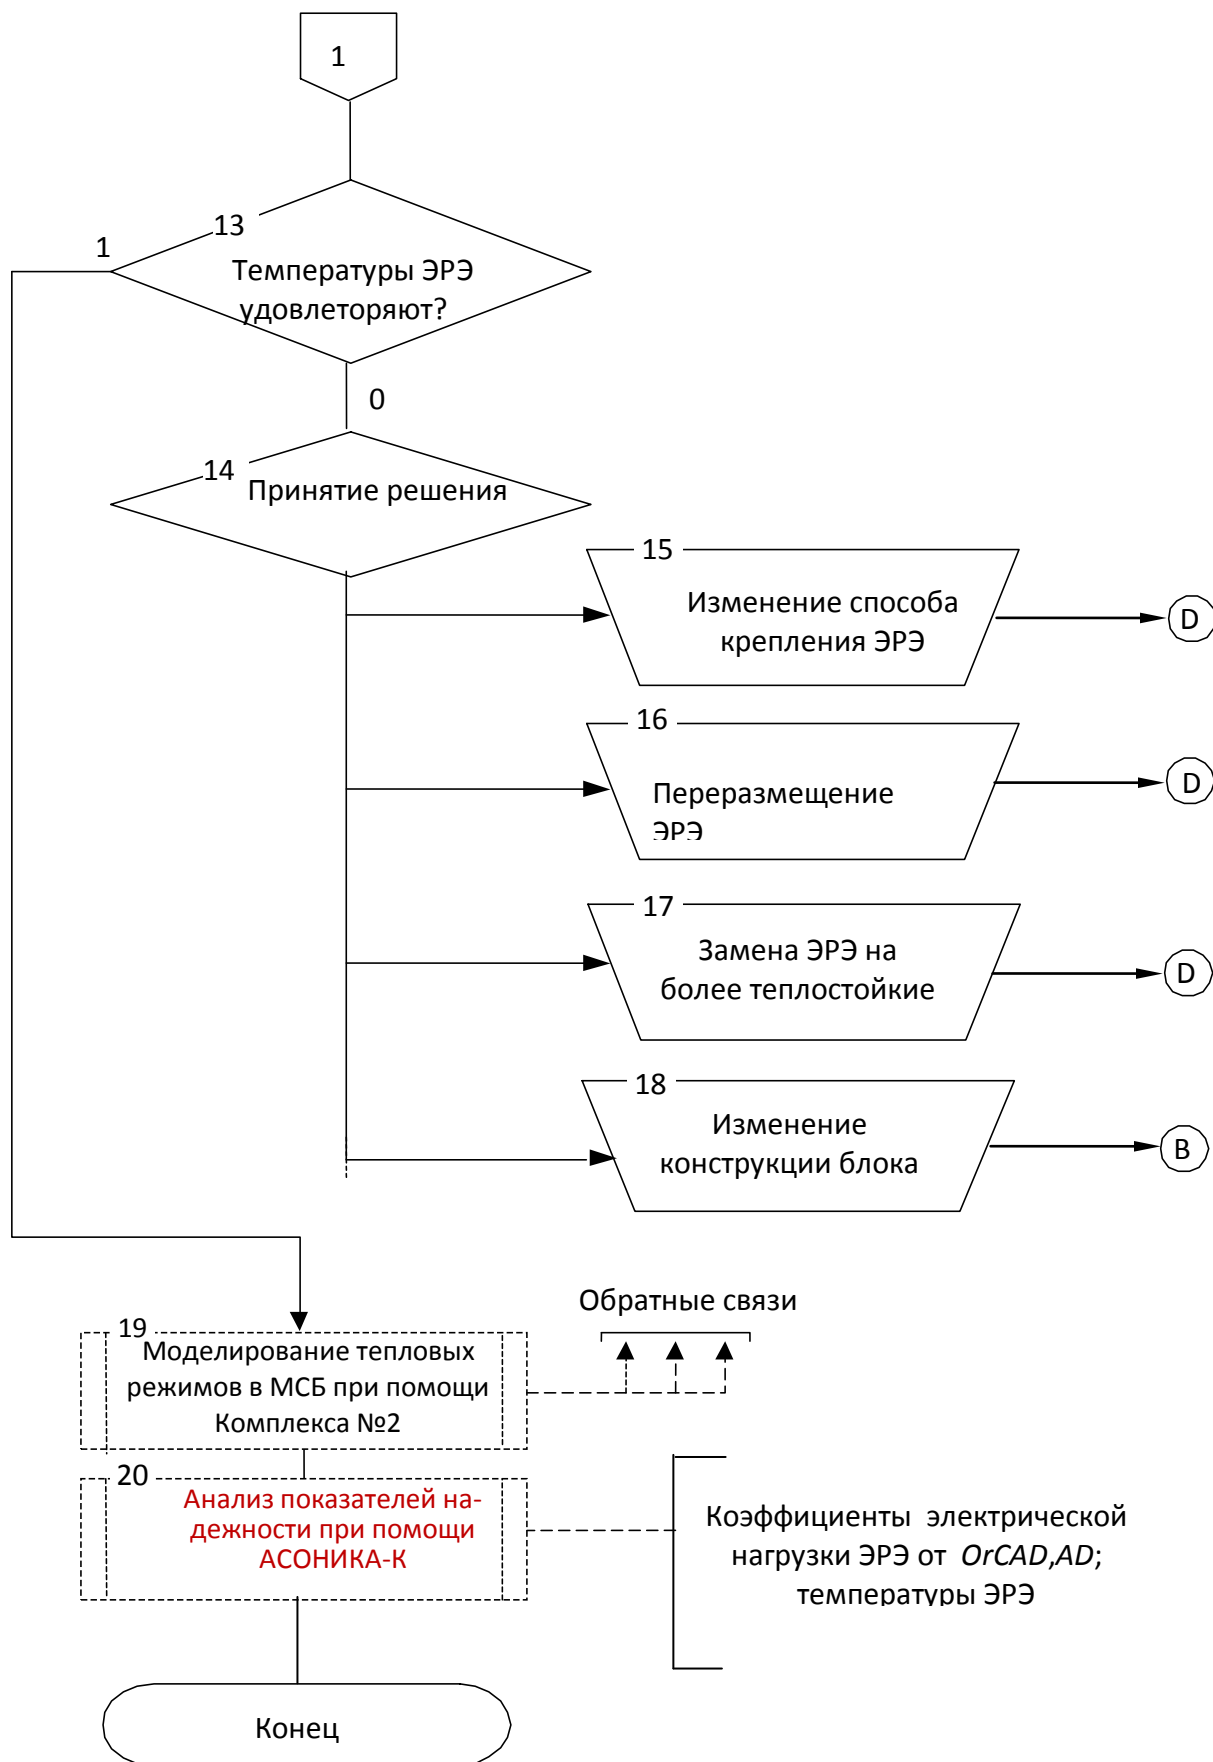 1
13
1
Температуры ЭРЭ
удовлеторяют?
0
14
Принятие решения
15
Изменение способа
крепления ЭРЭ
D
16
Переразмещение
ЭРЭ
D
17
Замена ЭРЭ на
более теплостойкие
D
18
Изменение
конструкции блока
B
Обратные связи
19
Моделирование тепловых
режимов в МСБ при помощи
Комплекса №2
20
Анализ показателей на-
дежности при помощи
АСОНИКА-К
Коэффициенты электрической
нагрузки ЭРЭ от OrCAD,AD;
температуры ЭРЭ
Конец